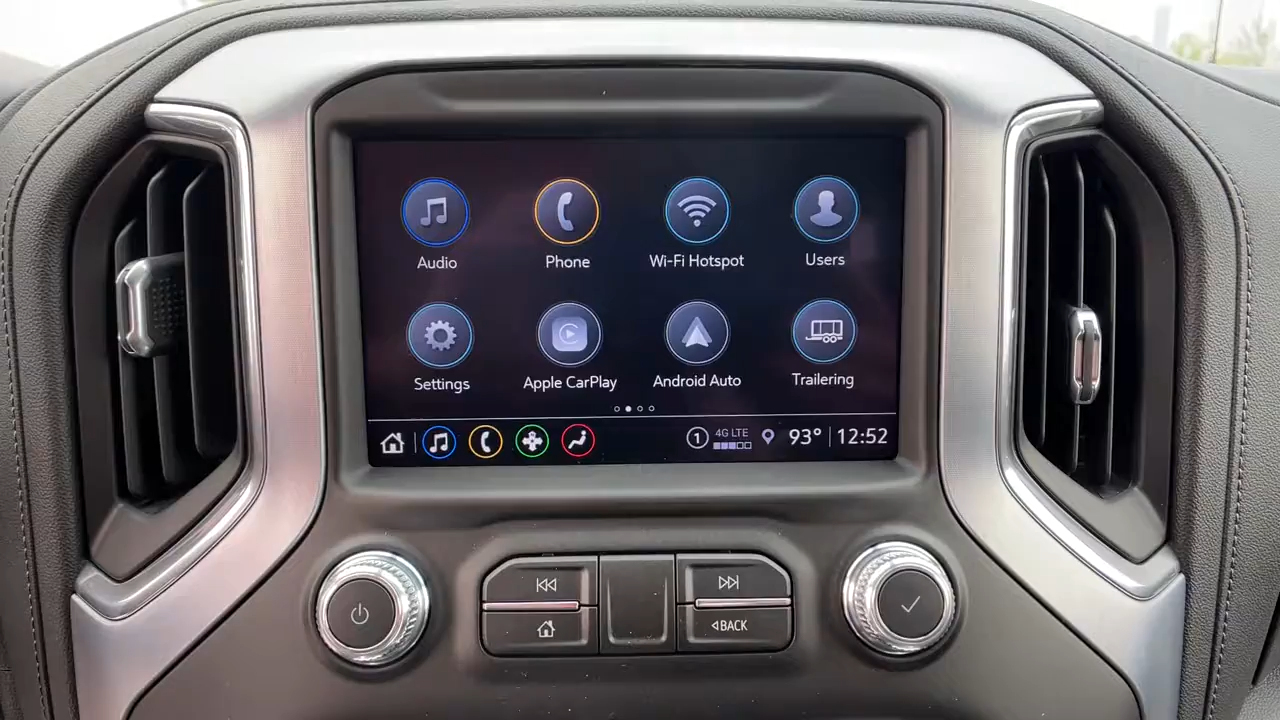 Audio Phone Wi-Fi Hotspot Users
Settings Apple CarPlay Android Auto Trailering
1 4G LTE 93° 12:52
BACK